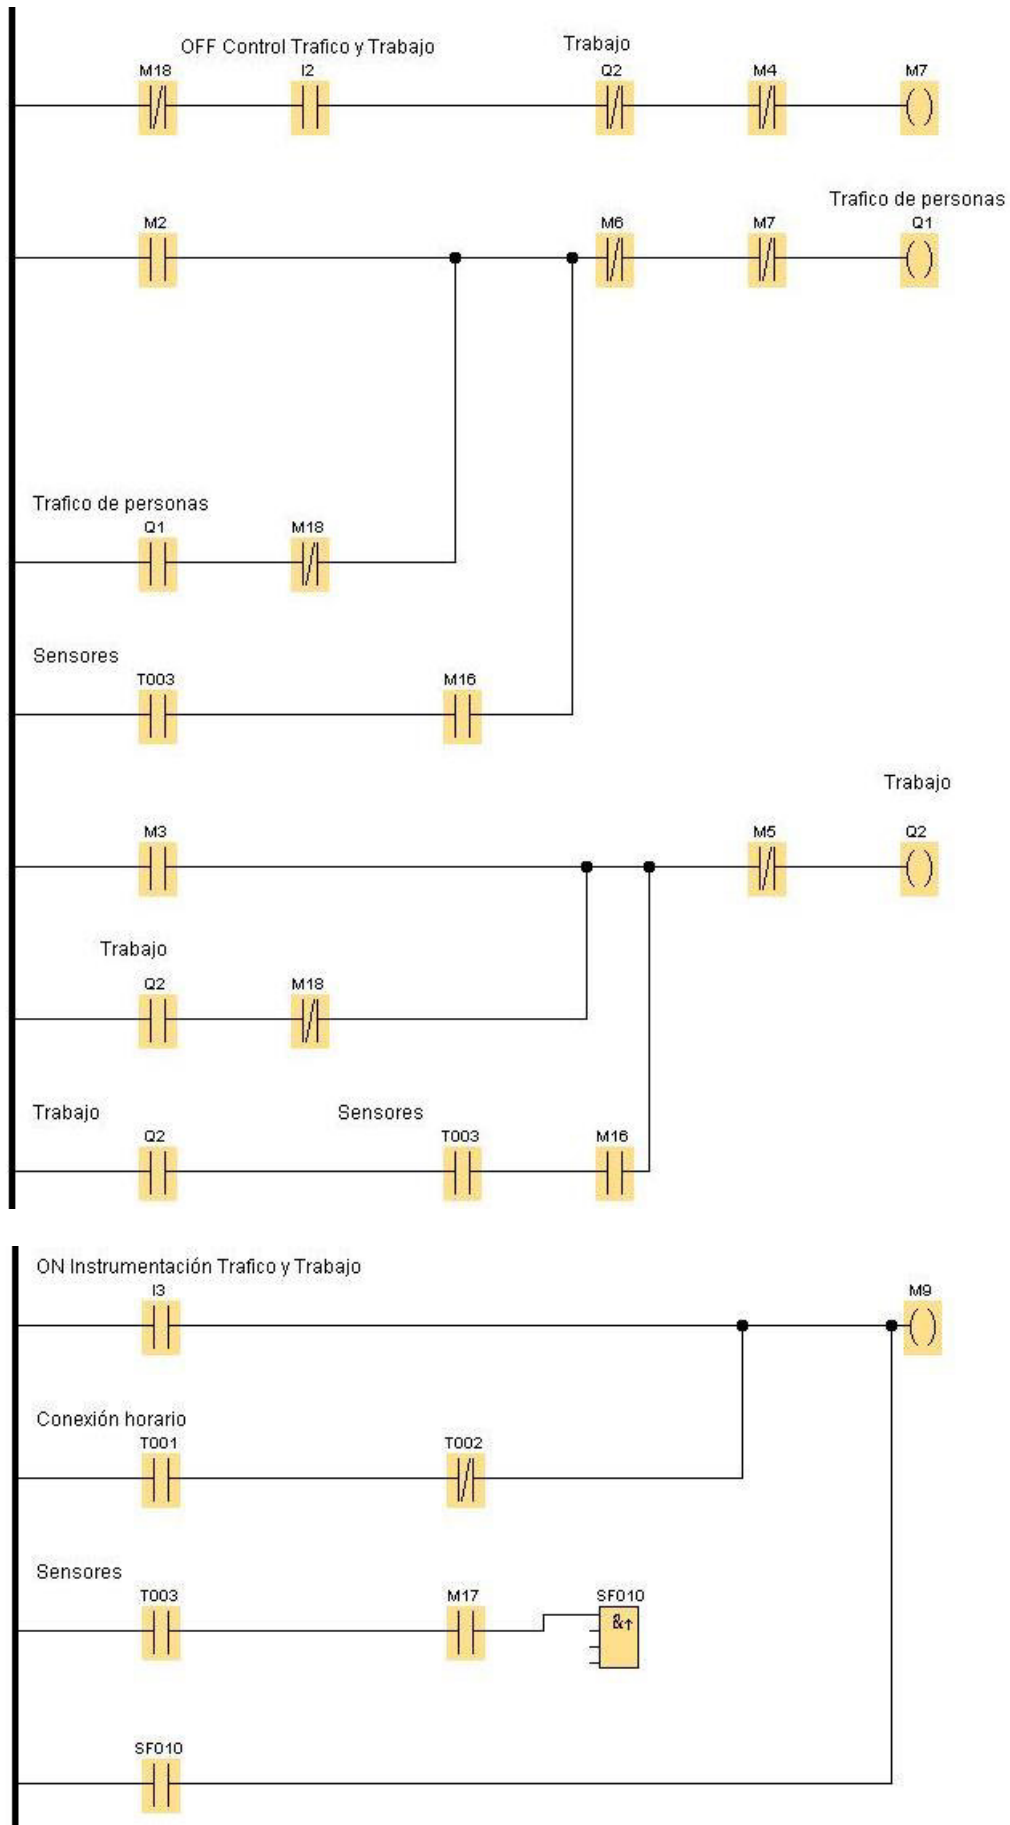 OFF Control Trafico y Trabajo Trabajo
M18 I2 Q2 M4 M7
Trafico de personas
M2 M6 M7 Q1
Trafico de personas
Q1 M18
Sensores
T003 M16
Trabajo
M3 M5 Q2
Trabajo
Q2 M18
Trabajo Sensores
Q2 T003 M16
ON Instrumentación Trafico y Trabajo
I3 M9
Conexión horario
T001 T002
Sensores
T003 M17 SF010
&↑
SF010